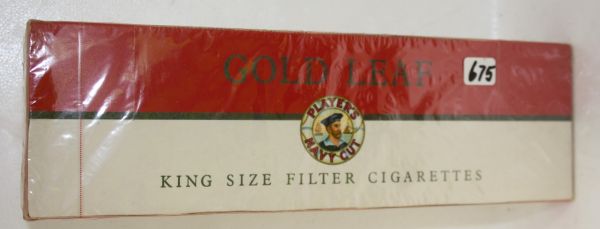 GOLD LEAF
675
PLAYER'S
NAVY CUT
KING SIZE FILTER CIGARETTES